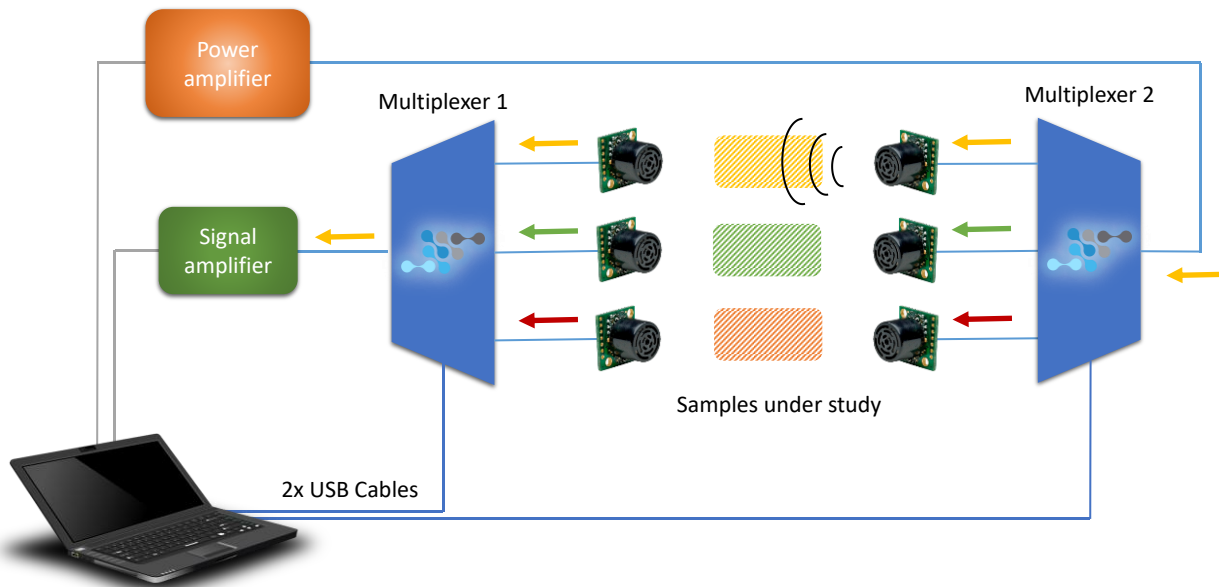 Power
amplifier
Multiplexer 1
Multiplexer 2
Signal
amplifier
Samples under study
2x USB Cables